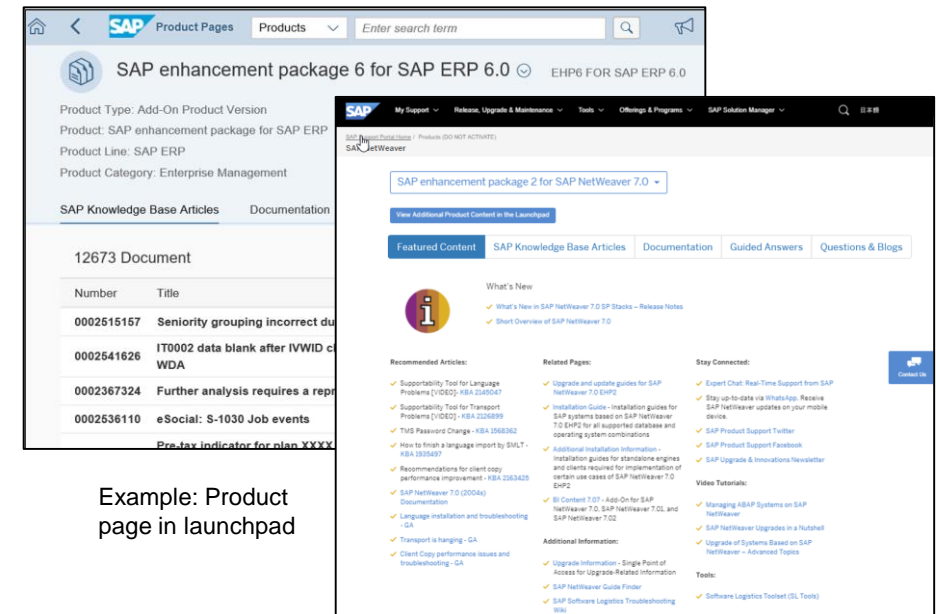 SAP Product Pages Products Enter search term
SAP enhancement package 6 for SAP ERP 6.0 EHP6 FOR SAP ERP 6.0
Product Type: Add-On Product Version
Product: SAP enhancement package for SAP ERP
Product Line: SAP ERP
Product Category: Enterprise Management
SAP Knowledge Base Articles Documentation
12673 Document
Number Title
0002515157 Seniority grouping incorrect du
0002541626 IT0002 data blank after IVWID cl
WDA
0002367324 Further analysis requires a repr
0002536110 eSocial: S-1030 Job events
Pre-tax indicator for plan XXXX
Example: Product
page in launchpad
SAP My Support Release, Upgrade & Maintenance Tools Offerings & Programs SAP Solution Manager 日本語
SAP Support Portal Home / Products (DO NOT ACTIVATE)
SAP NetWeaver
SAP enhancement package 2 for SAP NetWeaver 7.0
View Additional Product Content in the Launchpad
Featured Content SAP Knowledge Base Articles Documentation Guided Answers Questions & Blogs
What's New
What's New in SAP NetWeaver 7.0 SP Stacks – Release Notes
Short Overview of SAP NetWeaver 7.0
Recommended Articles:
Supportability Tool for Language
Problems [VIDEO]- KBA 2145047
Supportability Tool for Transport
Problems [VIDEO]- KBA 2126899
TMS Password Change - KBA 1568362
How to finish a language import by SMLT -
KBA 1935497
Recommendations for client copy
performance improvement - KBA 2163425
SAP NetWeaver 7.0 (2004s)
Documentation
Language installation and troubleshooting
- GA
Transport is hanging - GA
Client Copy performance issues and
troubleshooting - GA
Related Pages:
Upgrade and update guides for SAP
NetWeaver 7.0 EHP2
Installation Guide - Installation guides for
SAP systems based on SAP NetWeaver
7.0 EHP2 for all supported database and
operating system combinations
Additional Installation Information -
Installation guides for standalone engines
and clients required for implementation of
certain use cases of SAP NetWeaver 7.0
EHP2
BI Content 7.07 - Add-On for SAP
NetWeaver 7.0, SAP NetWeaver 7.01, and
SAP NetWeaver 7.02
Additional Information:
Upgrade Information - Single Point of
Access for Upgrade-Related Information
SAP NetWeaver Guide Finder
SAP Software Logistics Troubleshooting
Wiki
Stay Connected:
Expert Chat: Real-Time Support from SAP
Stay up-to-date via WhatsApp. Receive
SAP NetWeaver updates on your mobile
device.
SAP Product Support Twitter
SAP Product Support Facebook
SAP Upgrade & Innovations Newsletter
Video Tutorials:
Managing ABAP Systems on SAP
NetWeaver
SAP NetWeaver Upgrades in a Nutshell
Upgrade of Systems Based on SAP
NetWeaver – Advanced Topics
Tools:
Software Logistics Toolset (SL Tools)
Contact Us